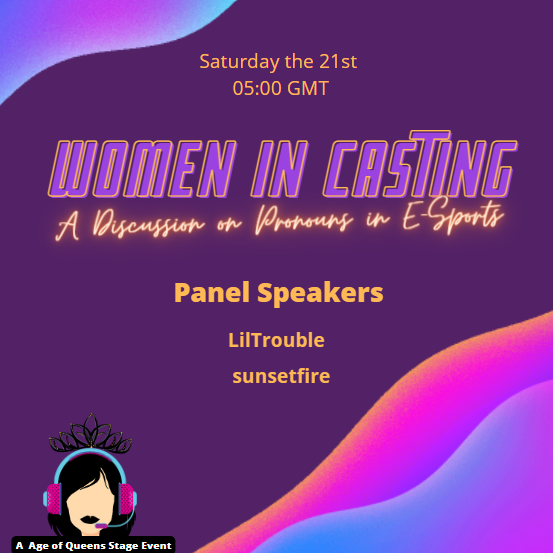 Saturday the 21st
05:00 GMT
WOMEN IN CASTING
A Discussion on Pronouns in E-Sports
Panel Speakers
LilTrouble
sunsetfire
A Age of Queens Stage Event